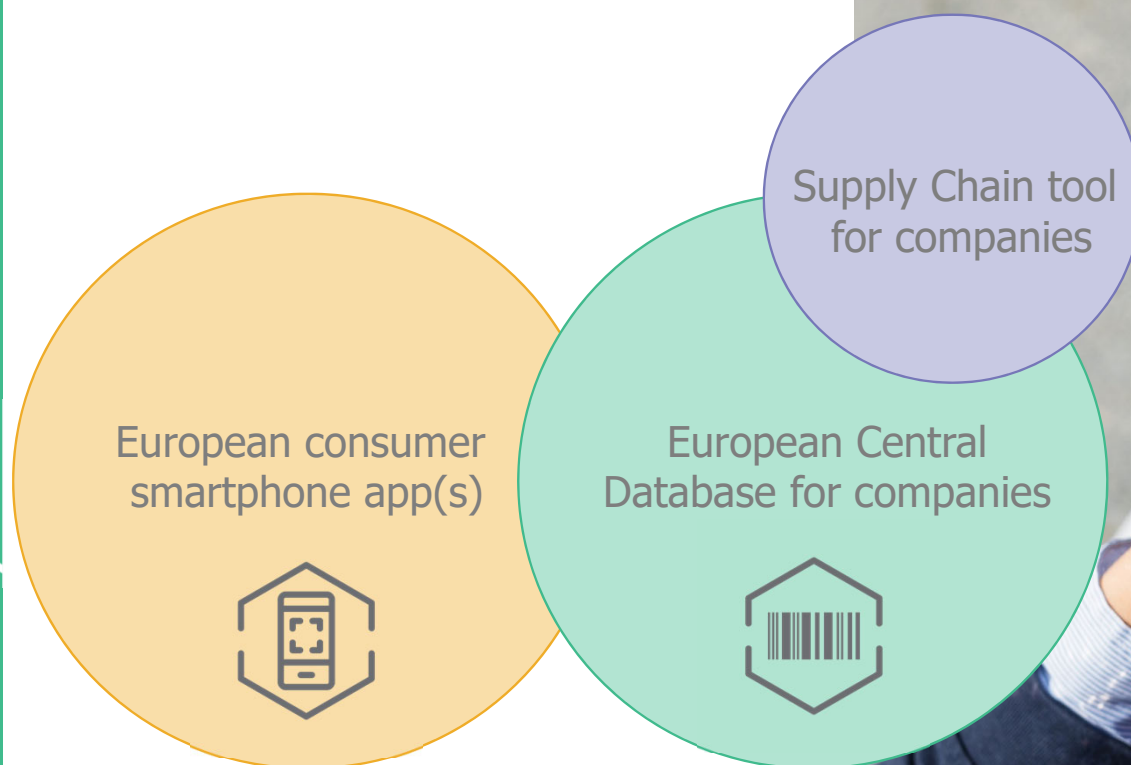 Supply Chain tool
for companies
European consumer
smartphone app(s)
European Central
Database for companies